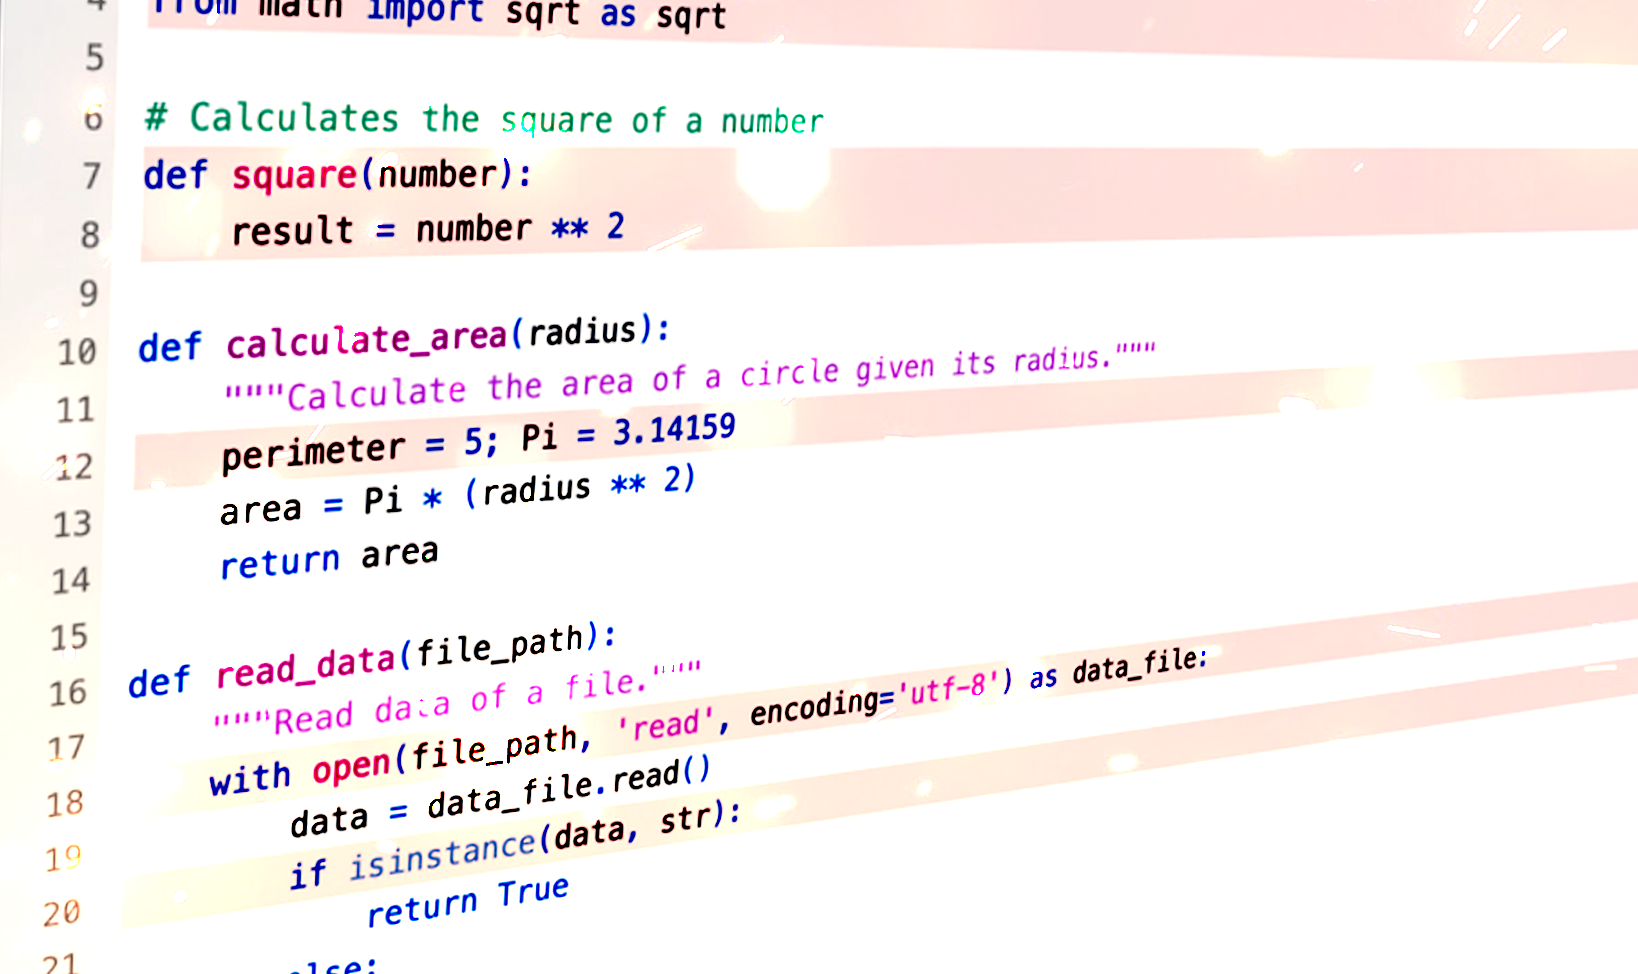 4 from math import sqrt as sqrt
5
6 # Calculates the square of a number
7 def square(number):
8 result = number ** 2
9
10 def calculate_area(radius):
11 """Calculate the area of a circle given its radius."""
12 perimeter = 5; Pi = 3.14159
13 area = Pi * (radius ** 2)
14 return area
15
16 def read_data(file_path):
17 """Read data of a file."""
18 with open(file_path, 'read', encoding='utf-8') as data_file:
19 data = data_file.read()
20 if isinstance(data, str):
21 return True
else: